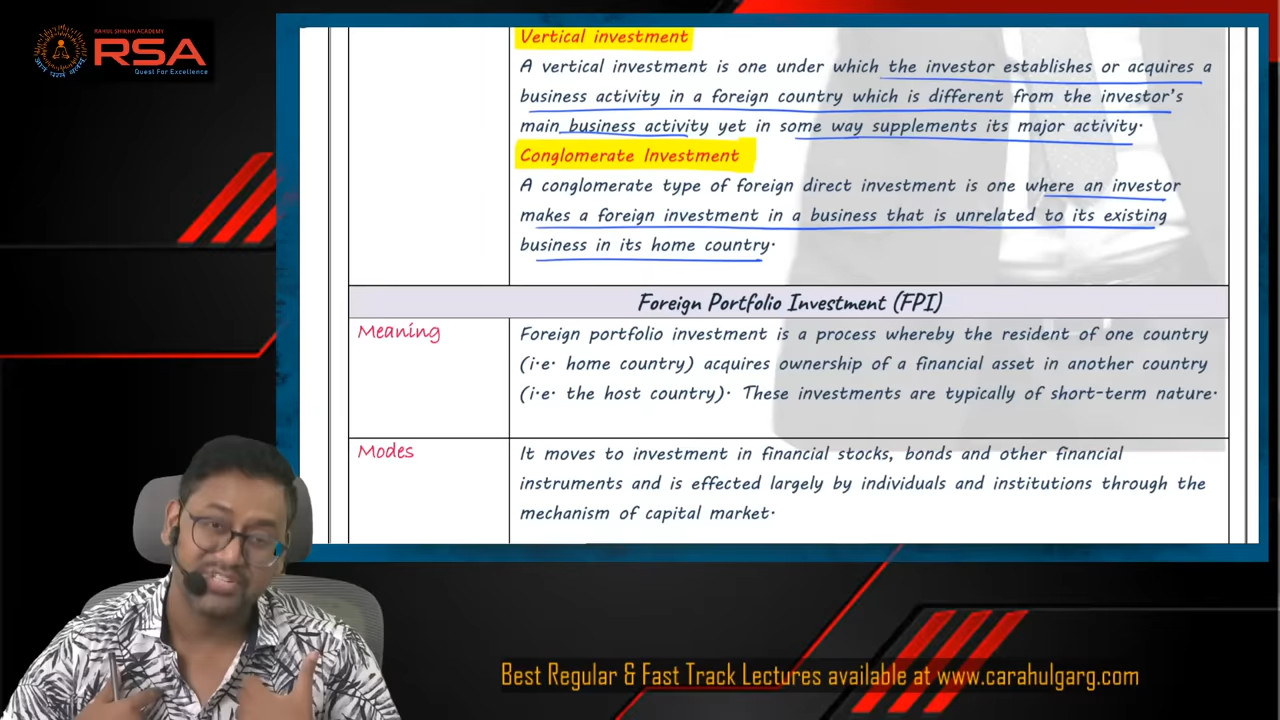 RAHUL SHIKHA ACADEMY
RSA
Quest For Excellence
Vertical investment
A vertical investment is one under which the investor establishes or acquires a
business activity in a foreign country which is different from the investor's
main business activity yet in some way supplements its major activity.
Conglomerate Investment
A conglomerate type of foreign direct investment is one where an investor
makes a foreign investment in a business that is unrelated to its existing
business in its home country.
Foreign Portfolio Investment (FPI)
Meaning
Foreign portfolio investment is a process whereby the resident of one country
(i.e. home country) acquires ownership of a financial asset in another country
(i.e. the host country). These investments are typically of short-term nature.
Modes
It moves to investment in financial stocks, bonds and other financial
instruments and is effected largely by individuals and institutions through the
mechanism of capital market.
Best Regular & Fast Track Lectures available at www.carahulgarg.com